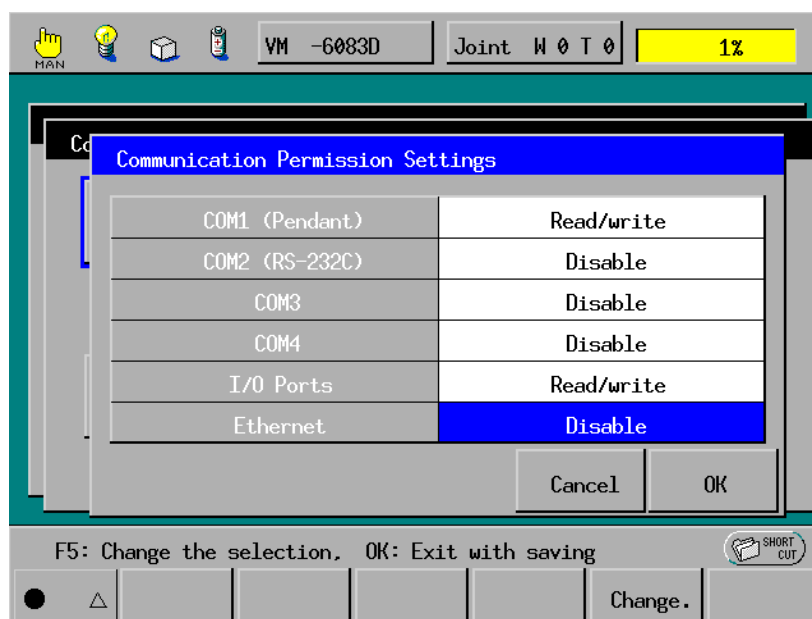 MAN
VM -6083D
Joint W 0 T 0
1%
Co
Communication Permission Settings
COM1 (Pendant) Read/write
COM2 (RS-232C) Disable
COM3 Disable
COM4 Disable
I/O Ports Read/write
Ethernet Disable
Cancel OK
F5: Change the selection, OK: Exit with saving
SHORT
CUT
Change.